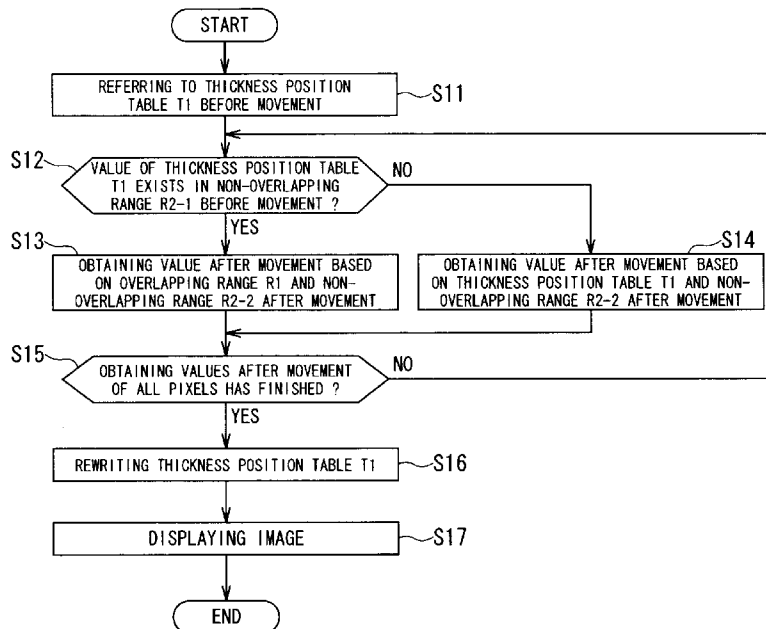 START
REFERRING TO THICKNESS POSITION
TABLE T1 BEFORE MOVEMENT
S11
S12
VALUE OF THICKNESS POSITION TABLE
T1 EXISTS IN NON-OVERLAPPING
RANGE R2-1 BEFORE MOVEMENT ?
NO
YES
S13
OBTAINING VALUE AFTER MOVEMENT BASED
ON OVERLAPPING RANGE R1 AND NON-
OVERLAPPING RANGE R2-2 AFTER MOVEMENT
S14
OBTAINING VALUE AFTER MOVEMENT BASED
ON THICKNESS POSITION TABLE T1 AND NON-
OVERLAPPING RANGE R2-2 AFTER MOVEMENT
S15
OBTAINING VALUES AFTER MOVEMENT
OF ALL PIXELS HAS FINISHED ?
NO
YES
REWRITING THICKNESS POSITION TABLE T1
S16
DISPLAYING IMAGE
S17
END